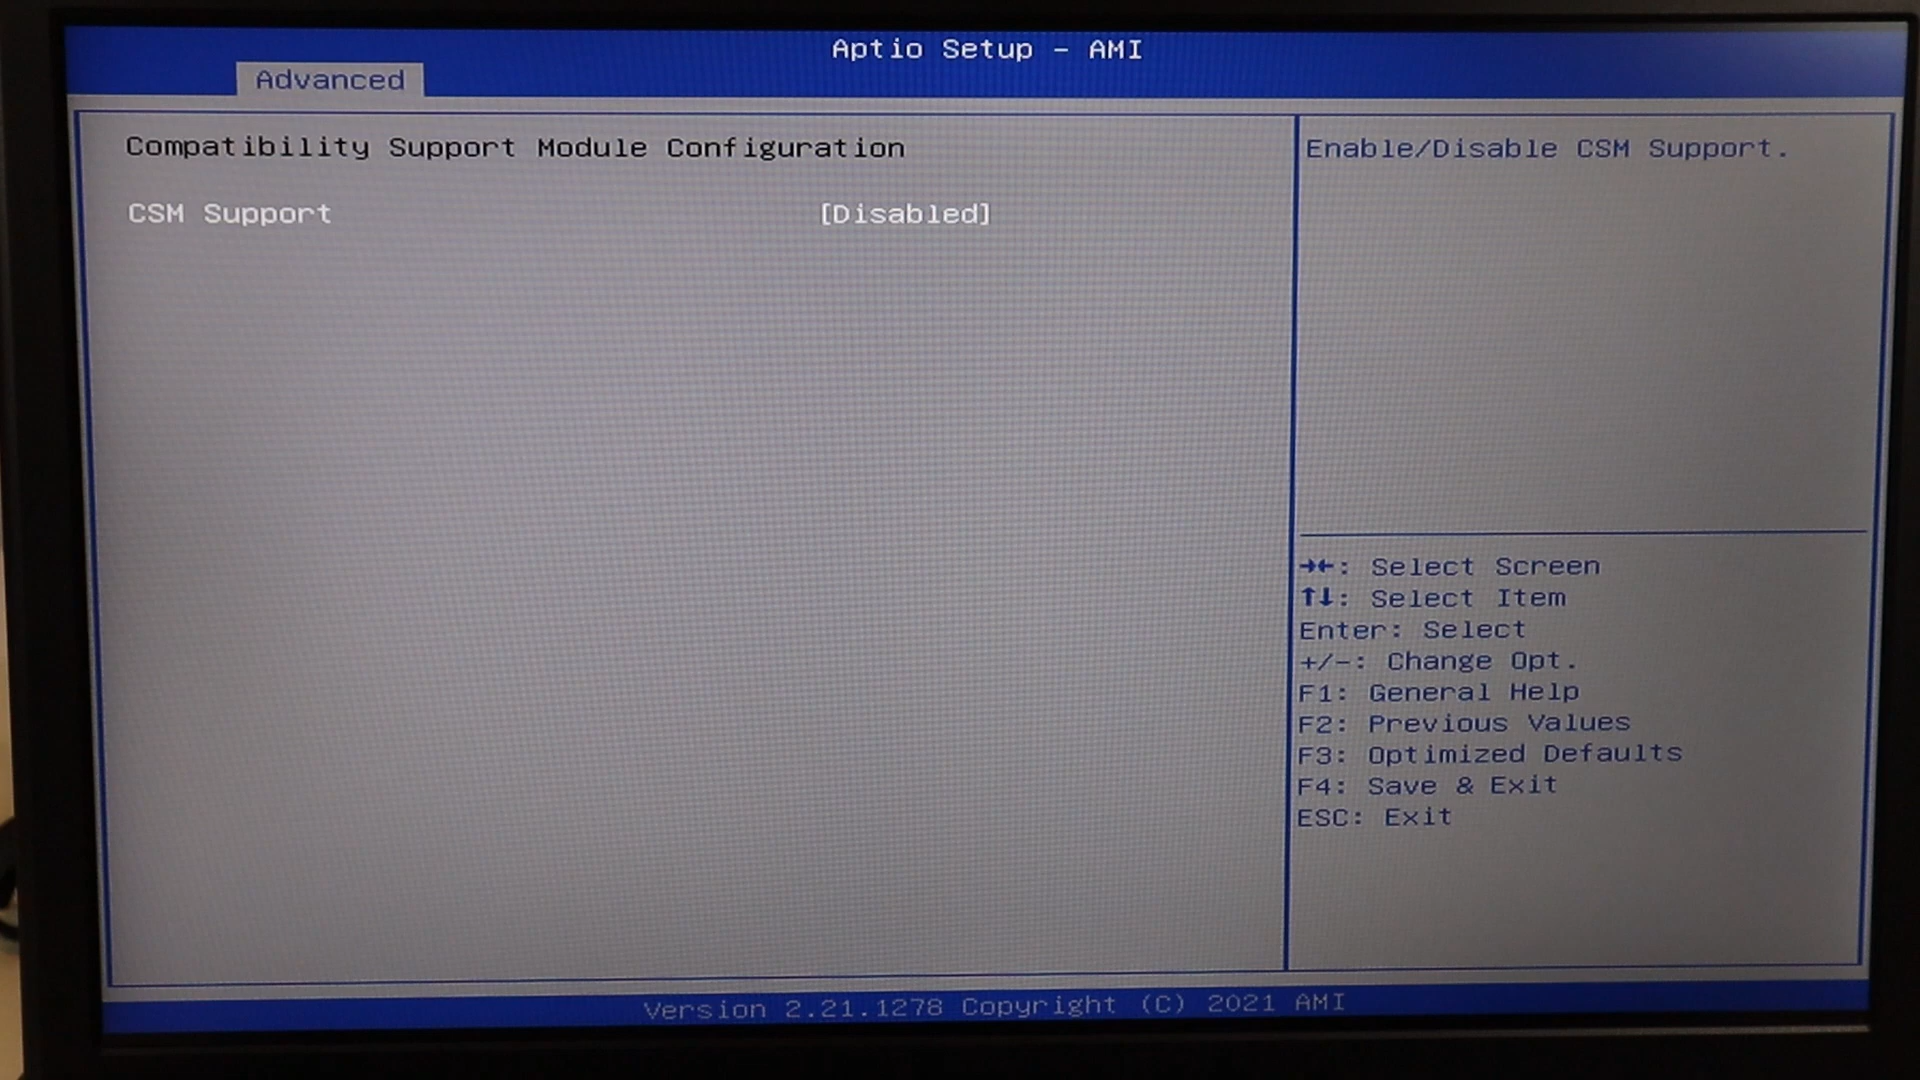 Aptio Setup – AMI
Advanced
Compatibility Support Module Configuration
CSM Support [Disabled]
Enable/Disable CSM Support.
→←: Select Screen
↑↓: Select Item
Enter: Select
+/-: Change Opt.
F1: General Help
F2: Previous Values
F3: Optimized Defaults
F4: Save & Exit
ESC: Exit
Version 2.21.1278 Copyright (C) 2021 AMI